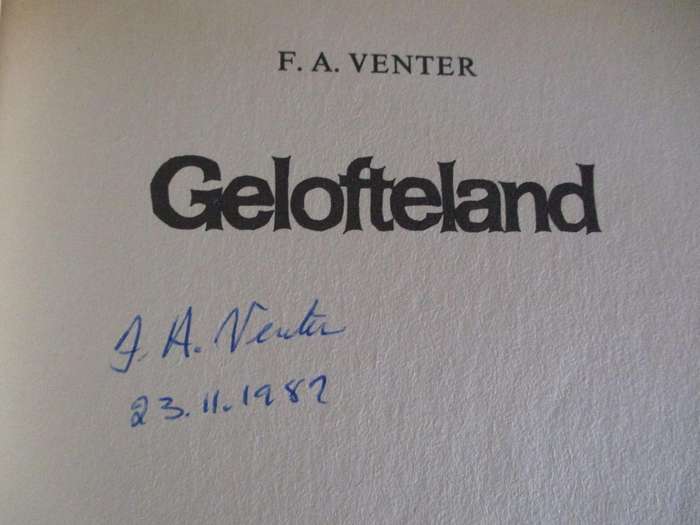 F. A. VENTER
Gelofteland
F. A. Venter
23.11.1982